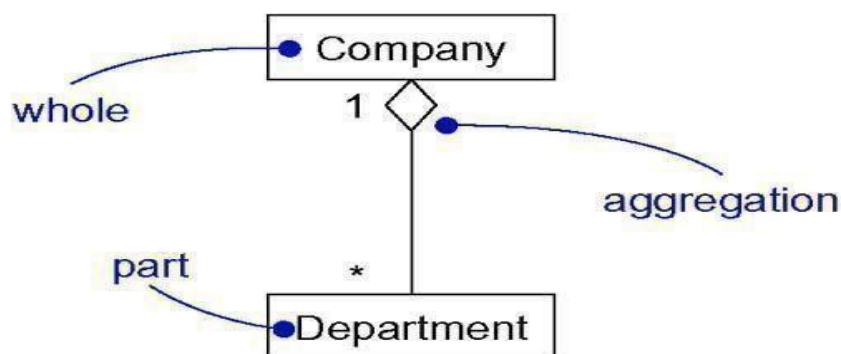 Company
whole
1
aggregation
part
*
Department